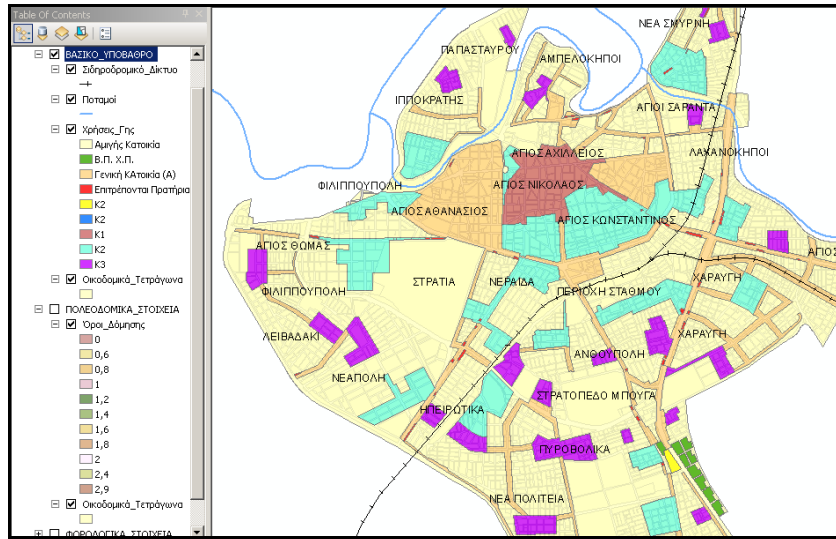 Table Of Contents
ΒΑΣΙΚΟ_ΥΠΟΒΑΘΡΟ
Σιδηροδρομικό_Δίκτυο
Ποταμοί
Χρήσεις_Γης
Αμιγής Κατοικία
Β.Π. Χ.Π.
Γενική ΚΑτοικία (Α)
Επιτρέπονται Πρατήρια
Κ2
Κ2
Κ1
Κ2
Κ3
Οικοδομικά_Τετράγωνα
ΠΟΛΕΟΔΟΜΙΚΑ_ΣΤΟΙΧΕΙΑ
Όροι_Δόμησης
0
0,6
0,8
1
1,2
1,4
1,6
1,8
2
2,4
2,9
Οικοδομικά_Τετράγωνα
ΦΟΡΟΛΟΓΙΚΑ_ΣΤΟΙΧΕΙΑ
ΝΕΑ ΣΜΥΡΝΗ
ΠΑΠΑΣΤΑΥΡΟΥ
ΑΜΠΕΛΟΚΗΠΟΙ
ΙΠΠΟΚΡΑΤΗΣ
ΑΓΙΟΙ ΣΑΡΑΝΤΑ
ΑΓΙΟΣ ΑΧΙΛΛΕΙΟΣ
ΛΑΧΑΝΟΚΗΠΟΙ
ΦΙΛΙΠΠΟΥΠΟΛΗ
ΑΓΙΟΣ ΝΙΚΟΛΑΟΣ
ΑΓΙΟΣ ΑΘΑΝΑΣΙΟΣ
ΑΓΙΟΣ ΚΩΝΣΤΑΝΤΙΝΟΣ
ΑΓΙΟΣ ΘΩΜΑΣ
ΑΓΙΟΣ
ΣΤΡΑΤΙΑ
ΝΕΡΑΙΔΑ
ΧΑΡΑΥΓΗ
ΦΙΛΙΠΠΟΥΠΟΛΗ
ΠΕΡΙΟΧΗ ΣΤΑΘΜΟΥ
ΧΑΡΑΥΓΗ
ΛΕΙΒΑΔΑΚΙ
ΑΝΘΟΥΠΟΛΗ
ΝΕΑΠΟΛΗ
ΣΤΡΑΤΟΠΕΔΟ ΜΠΟΥΓΑ
ΗΠΕΙΡΩΤΙΚΑ
ΠΥΡΟΒΟΛΙΚΑ
ΝΕΑ ΠΟΛΙΤΕΙΑ